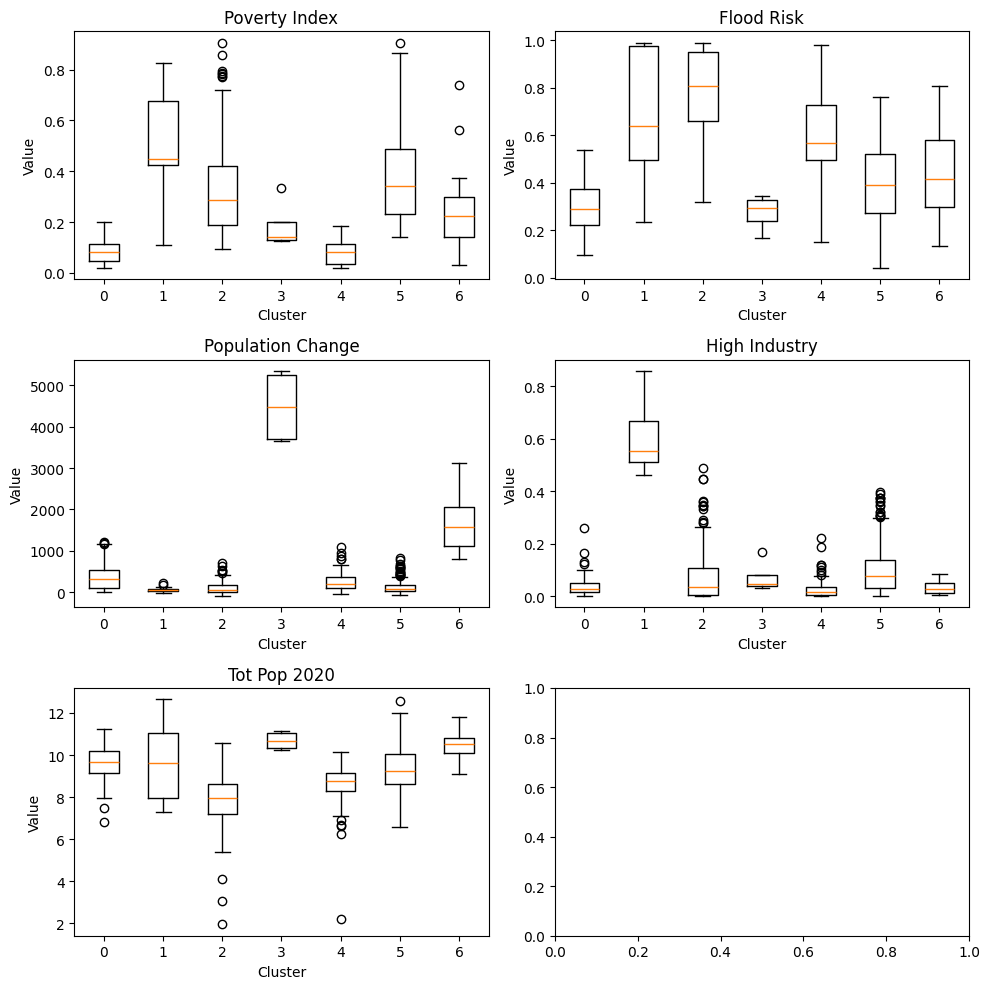 Poverty Index
Value
0.8
0.6
0.4
0.2
0.0
0 1 2 3 4 5 6
Cluster
Flood Risk
Value
1.0
0.8
0.6
0.4
0.2
0.0
0 1 2 3 4 5 6
Cluster
Population Change
Value
5000
4000
3000
2000
1000
0
0 1 2 3 4 5 6
Cluster
High Industry
Value
0.8
0.6
0.4
0.2
0.0
0 1 2 3 4 5 6
Cluster
Tot Pop 2020
Value
12
10
8
6
4
2
0 1 2 3 4 5 6
Cluster
1.0
0.8
0.6
0.4
0.2
0.0
0.0 0.2 0.4 0.6 0.8 1.0